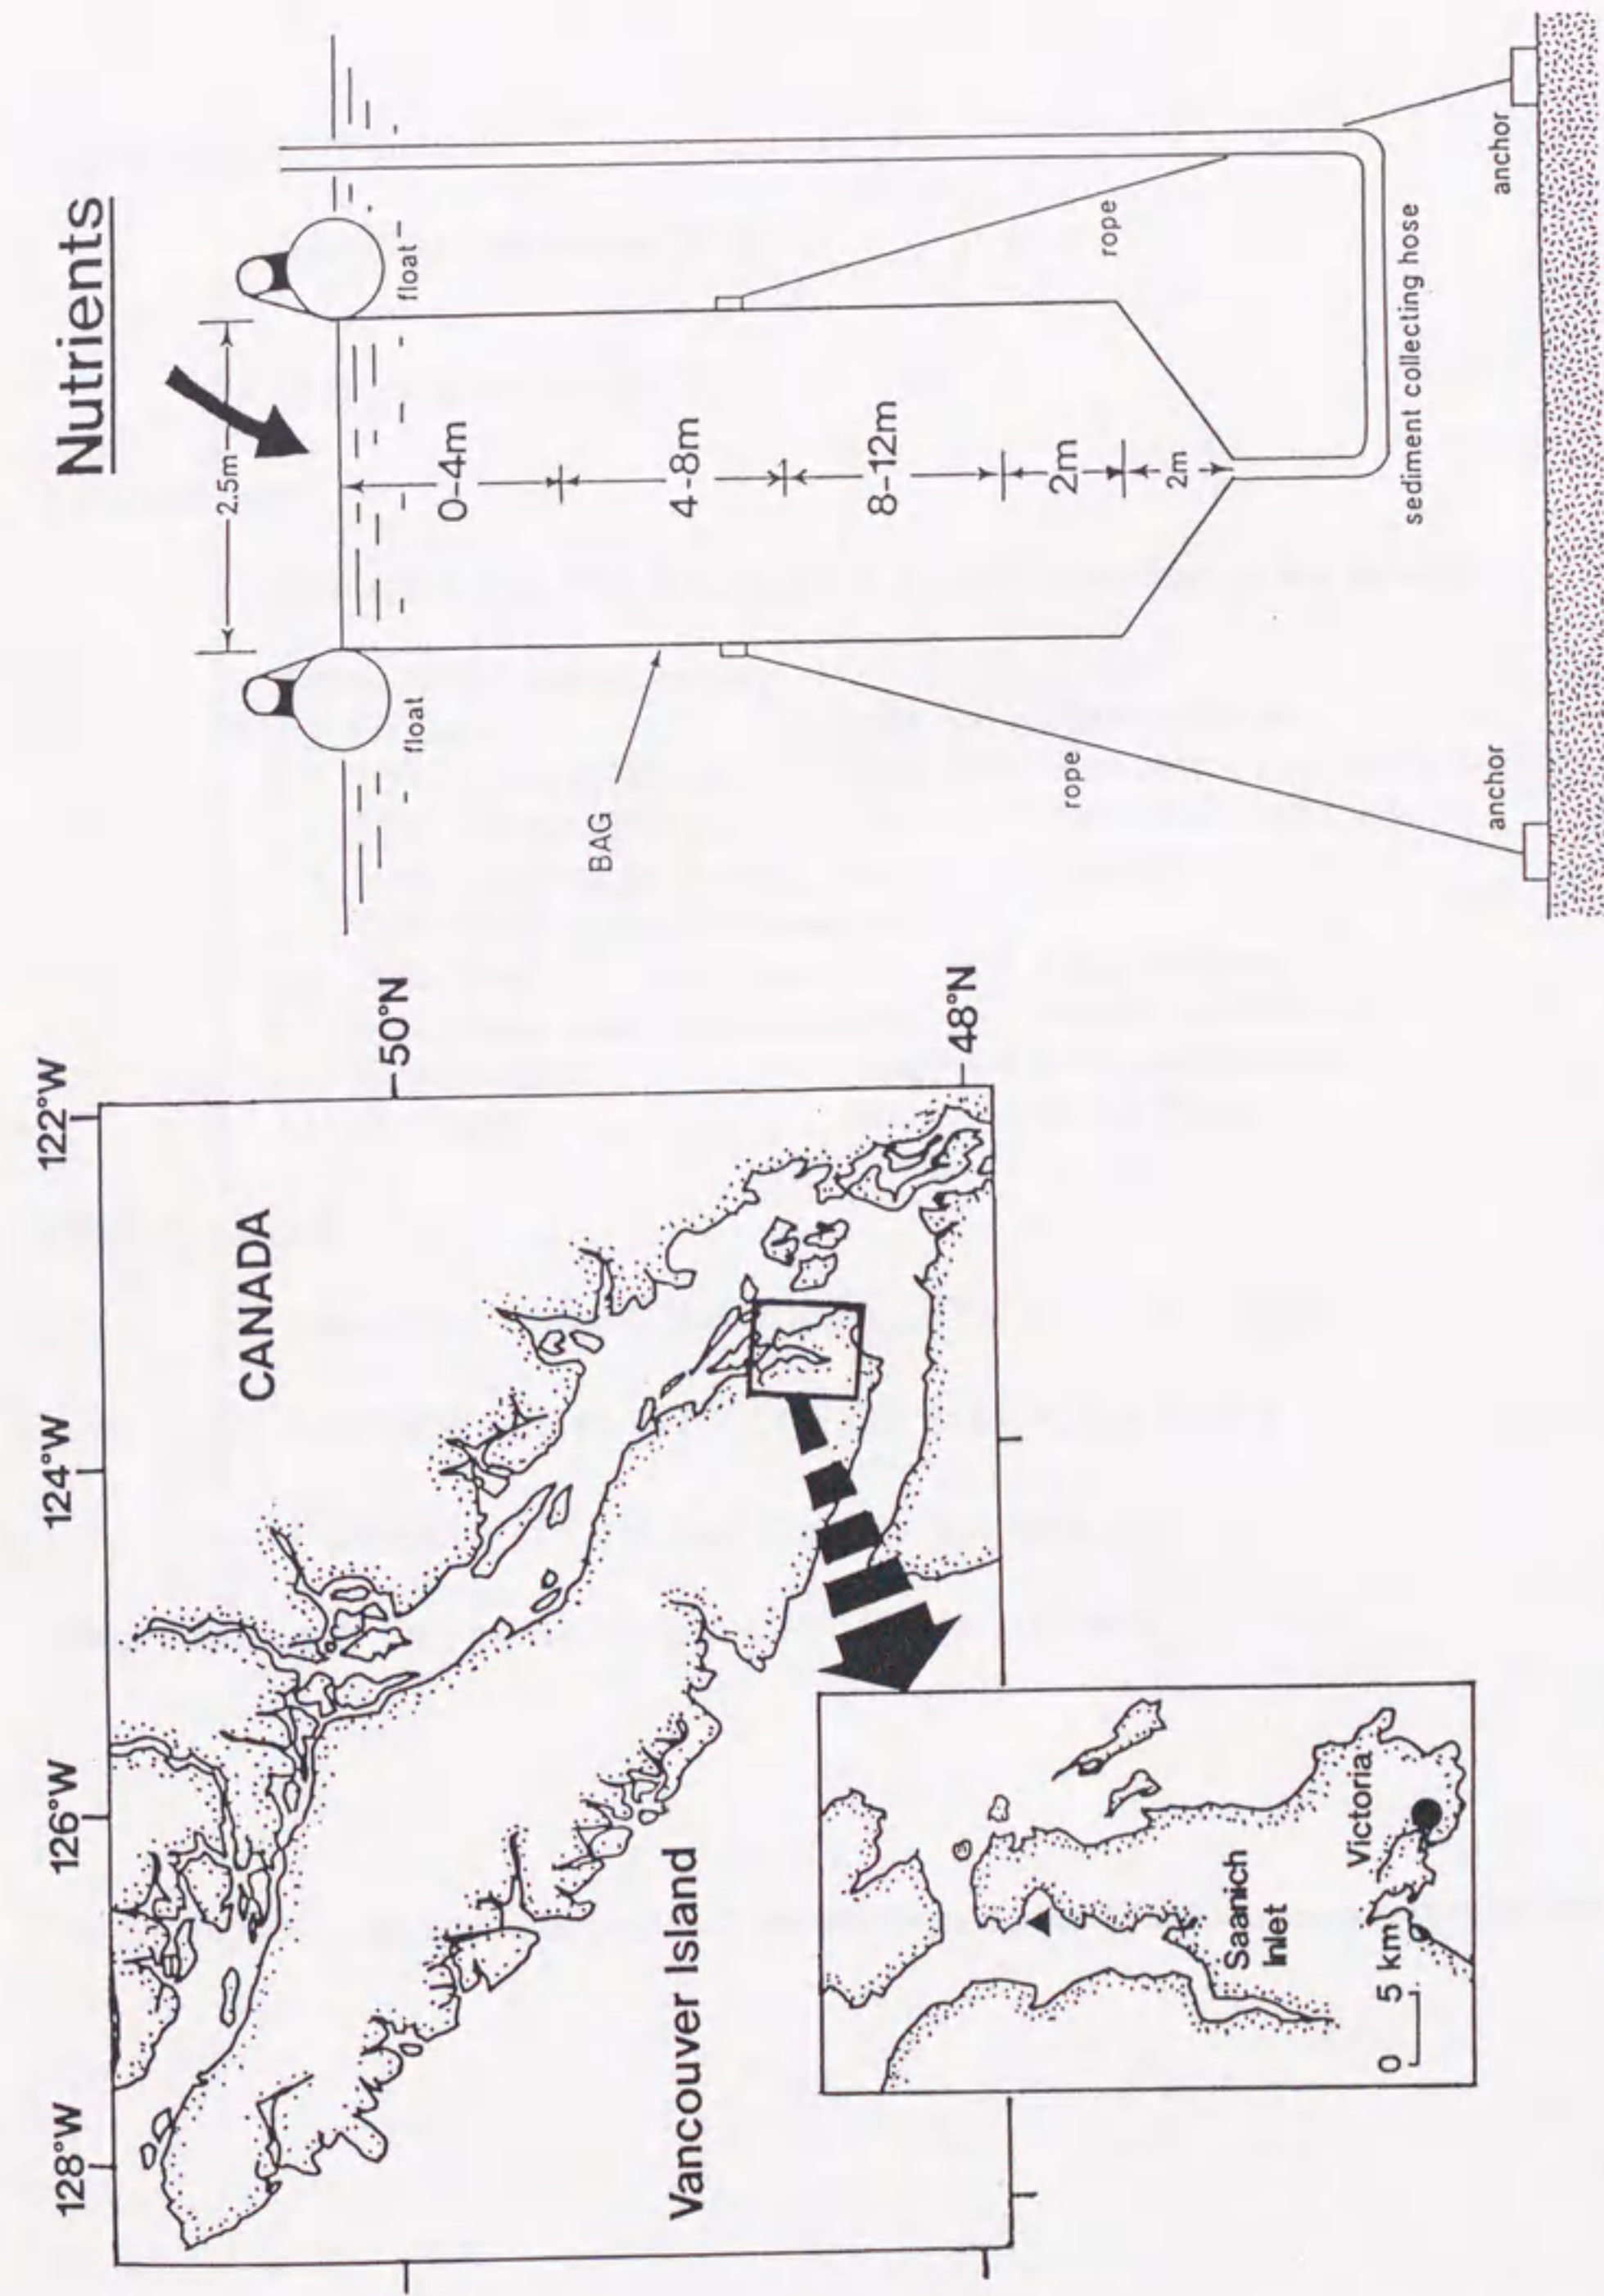 128°W
126°W
124°W
122°W
CANADA
50°N
Vancouver Island
48°N
Saanich
Inlet
Victoria
0 5 km
Nutrients
2.5m
float
float
0-4m
4-8m
8-12m
2m
2m
BAG
rope
rope
sediment collecting hose
anchor
anchor